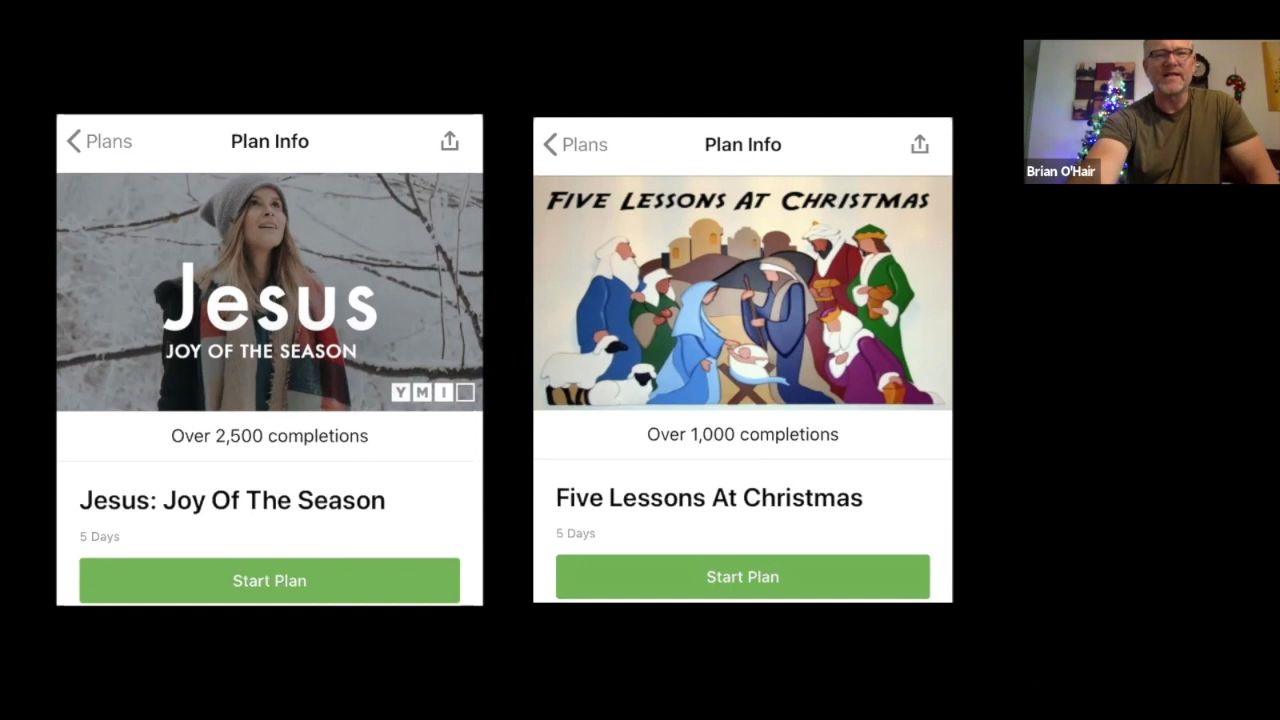 Plans
Plan Info
Jesus
JOY OF THE SEASON
YMI
Over 2,500 completions
Jesus: Joy Of The Season
5 Days
Start Plan
Plans
Plan Info
FIVE LESSONS AT CHRISTMAS
Over 1,000 completions
Five Lessons At Christmas
5 Days
Start Plan
Brian O'Hair